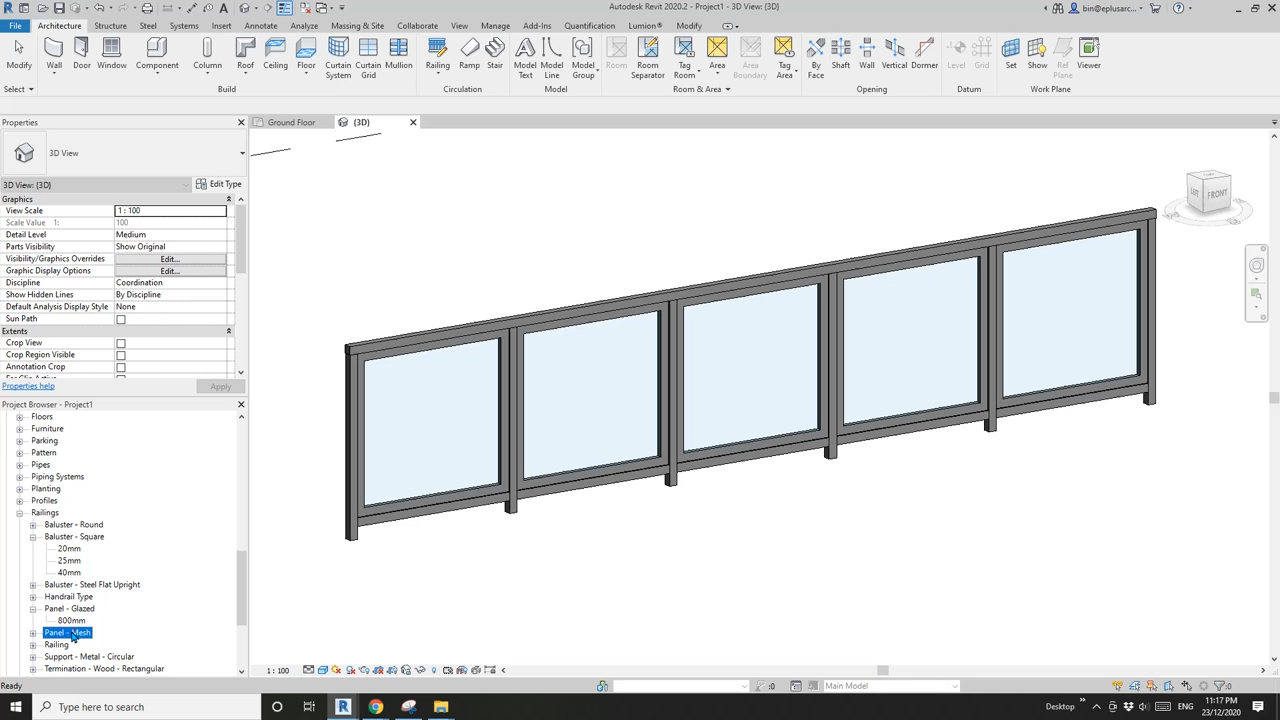 Autodesk Revit 2020.2 - Project1 - 3D View: {3D}
bin@eplusarc...
File Architecture Structure Steel Systems Insert Annotate Analyze Massing & Site Collaborate View Manage Add-Ins Quantification Lumion® Modify
Modify Wall Door Window Component Column Roof Ceiling Floor Curtain System Curtain Grid Mullion Railing Ramp Stair Model Text Model Line Model Group Room Room Separator Tag Room Area Area Boundary Tag Area By Face Shaft Wall Vertical Dormer Level Grid Set Show Ref Plane Viewer
Select Build Circulation Model Room & Area Opening Datum Work Plane
Properties
Ground Floor
{3D}
3D View
3D View: {3D} Edit Type
Graphics
View Scale 1 : 100
Scale Value 1: 100
Detail Level Medium
Parts Visibility Show Original
Visibility/Graphics Overrides Edit...
Graphic Display Options Edit...
Discipline Coordination
Show Hidden Lines By Discipline
Default Analysis Display Style None
Sun Path
Extents
Crop View
Crop Region Visible
Annotation Crop
Properties help Apply
Project Browser - Project1
Floors
Furniture
Parking
Pattern
Pipes
Piping Systems
Planting
Profiles
Railings
Baluster - Round
Baluster - Square
20mm
25mm
40mm
Baluster - Steel Flat Upright
Handrail Type
Panel - Glazed
800mm
Panel - Mesh
Railing
Support - Metal - Circular
Termination - Wood - Rectangular
LEFT FRONT
1 : 100
Ready
:0 Main Model :0
Type here to search
Desktop ENG
11:17 PM
23/12/2020